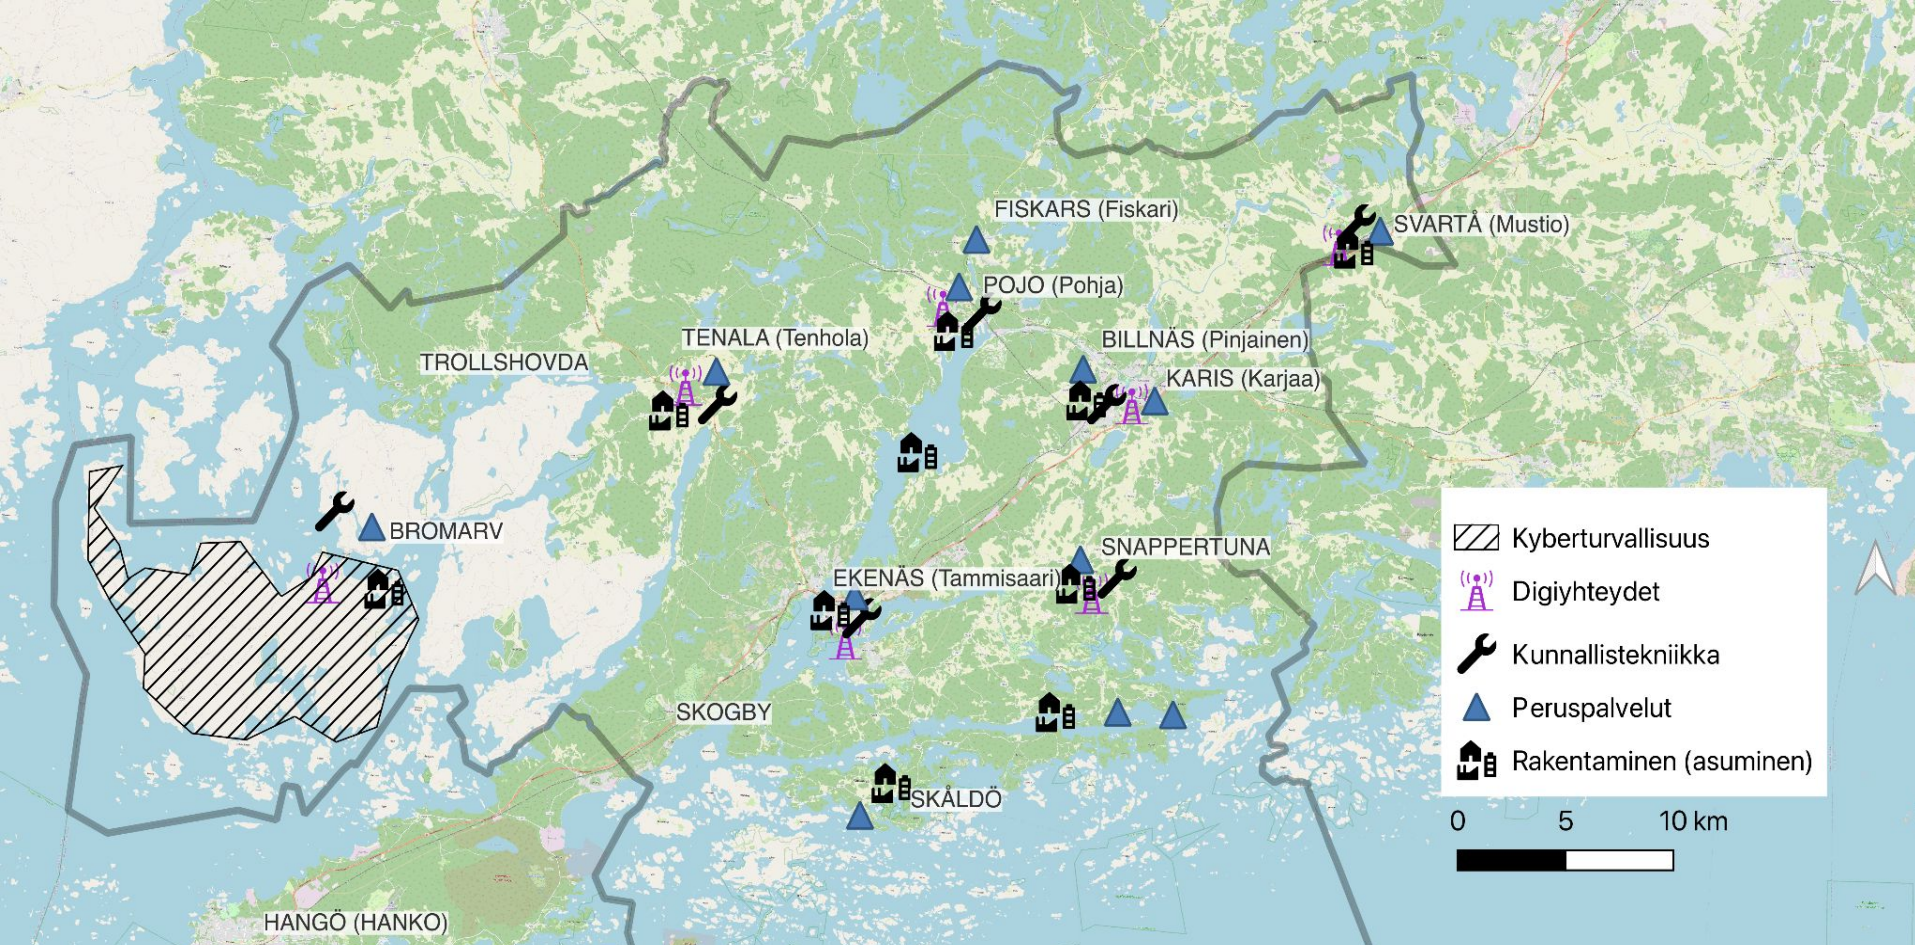 FISKARS (Fiskari)
SVARTÅ (Mustio)
POJO (Pohja)
TENALA (Tenhola)
BILLNÄS (Pinjainen)
TROLLSHOVDA
KARIS (Karjaa)
BROMARV
SNAPPERTUNA
EKENÄS (Tammisaari)
SKOGBY
SKÅLDÖ
HANGÖ (HANKO)
Kyberturvallisuus
Digiyhteydet
Kunnallistekniikka
Peruspalvelut
Rakentaminen (asuminen)
0 5 10 km